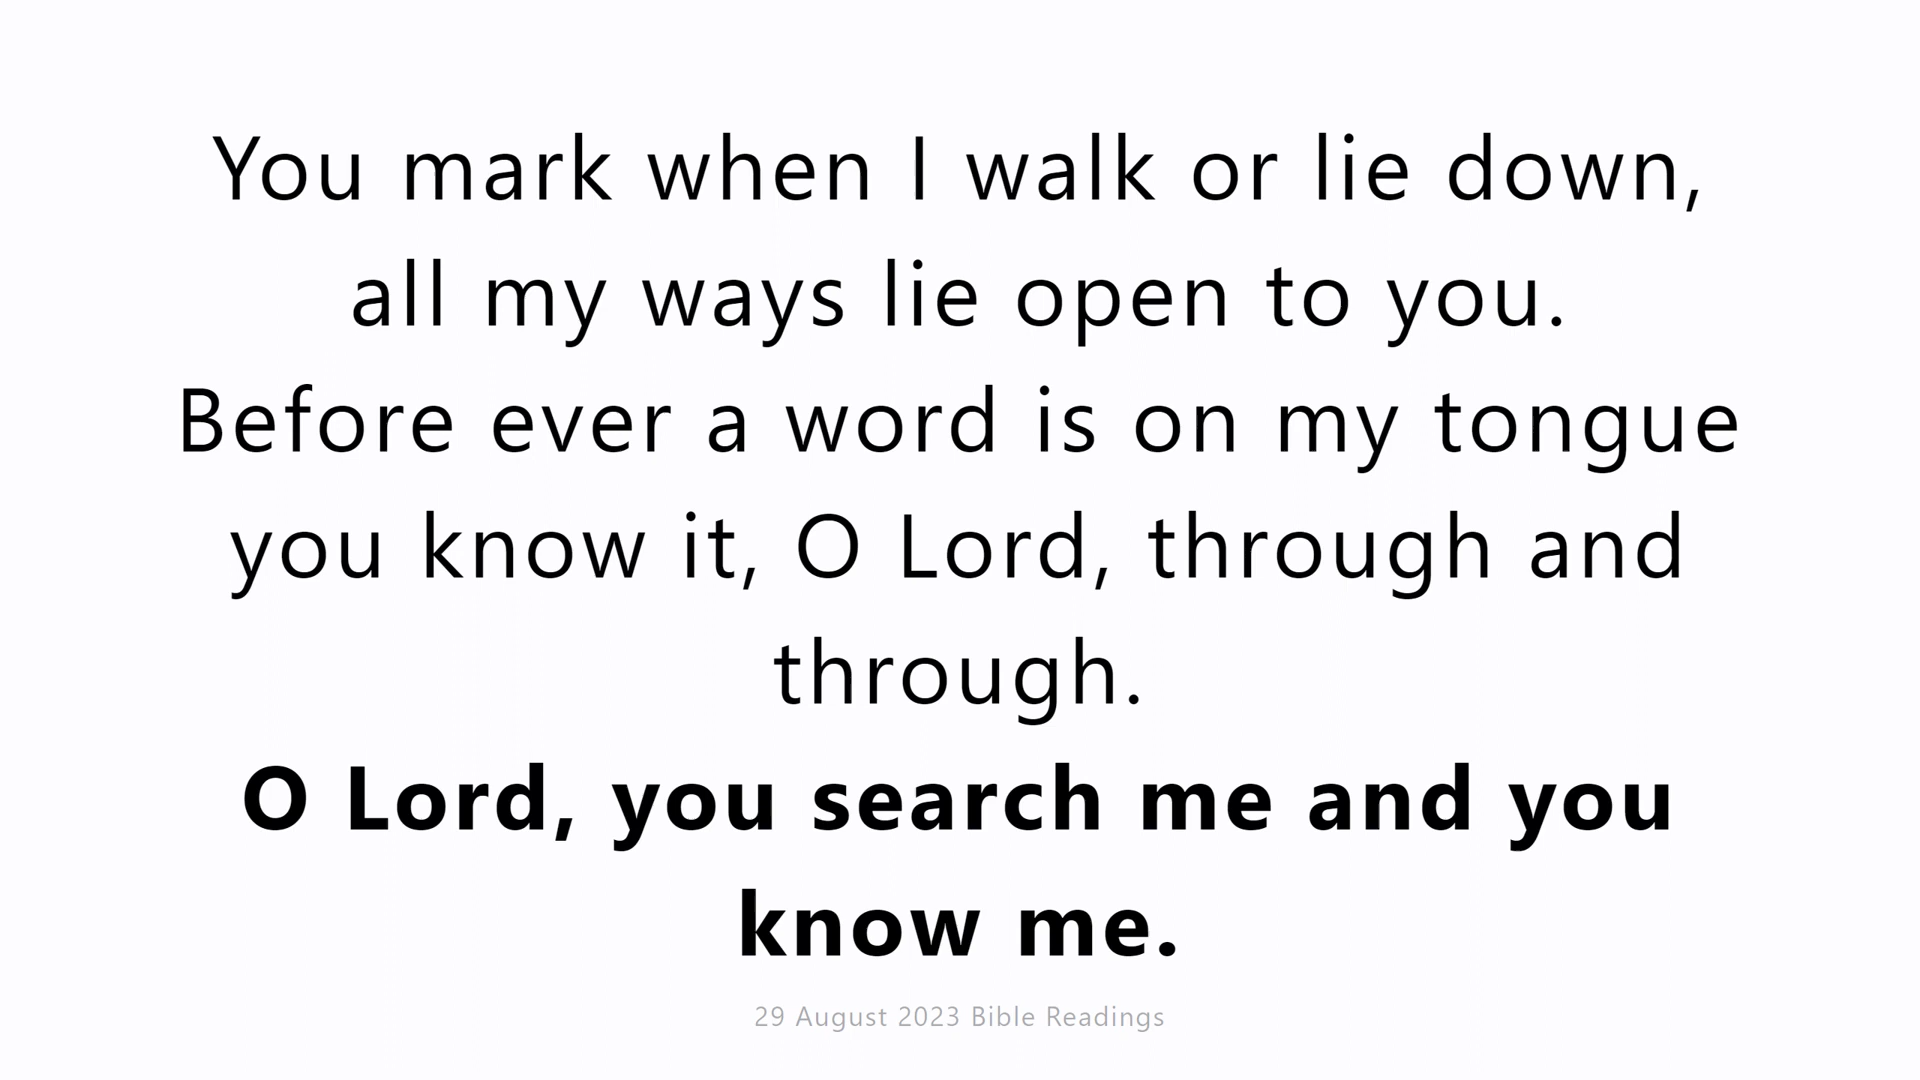 You mark when I walk or lie down,
all my ways lie open to you.
Before ever a word is on my tongue
you know it, O Lord, through and
through.
O Lord, you search me and you
know me.
29 August 2023 Bible Readings